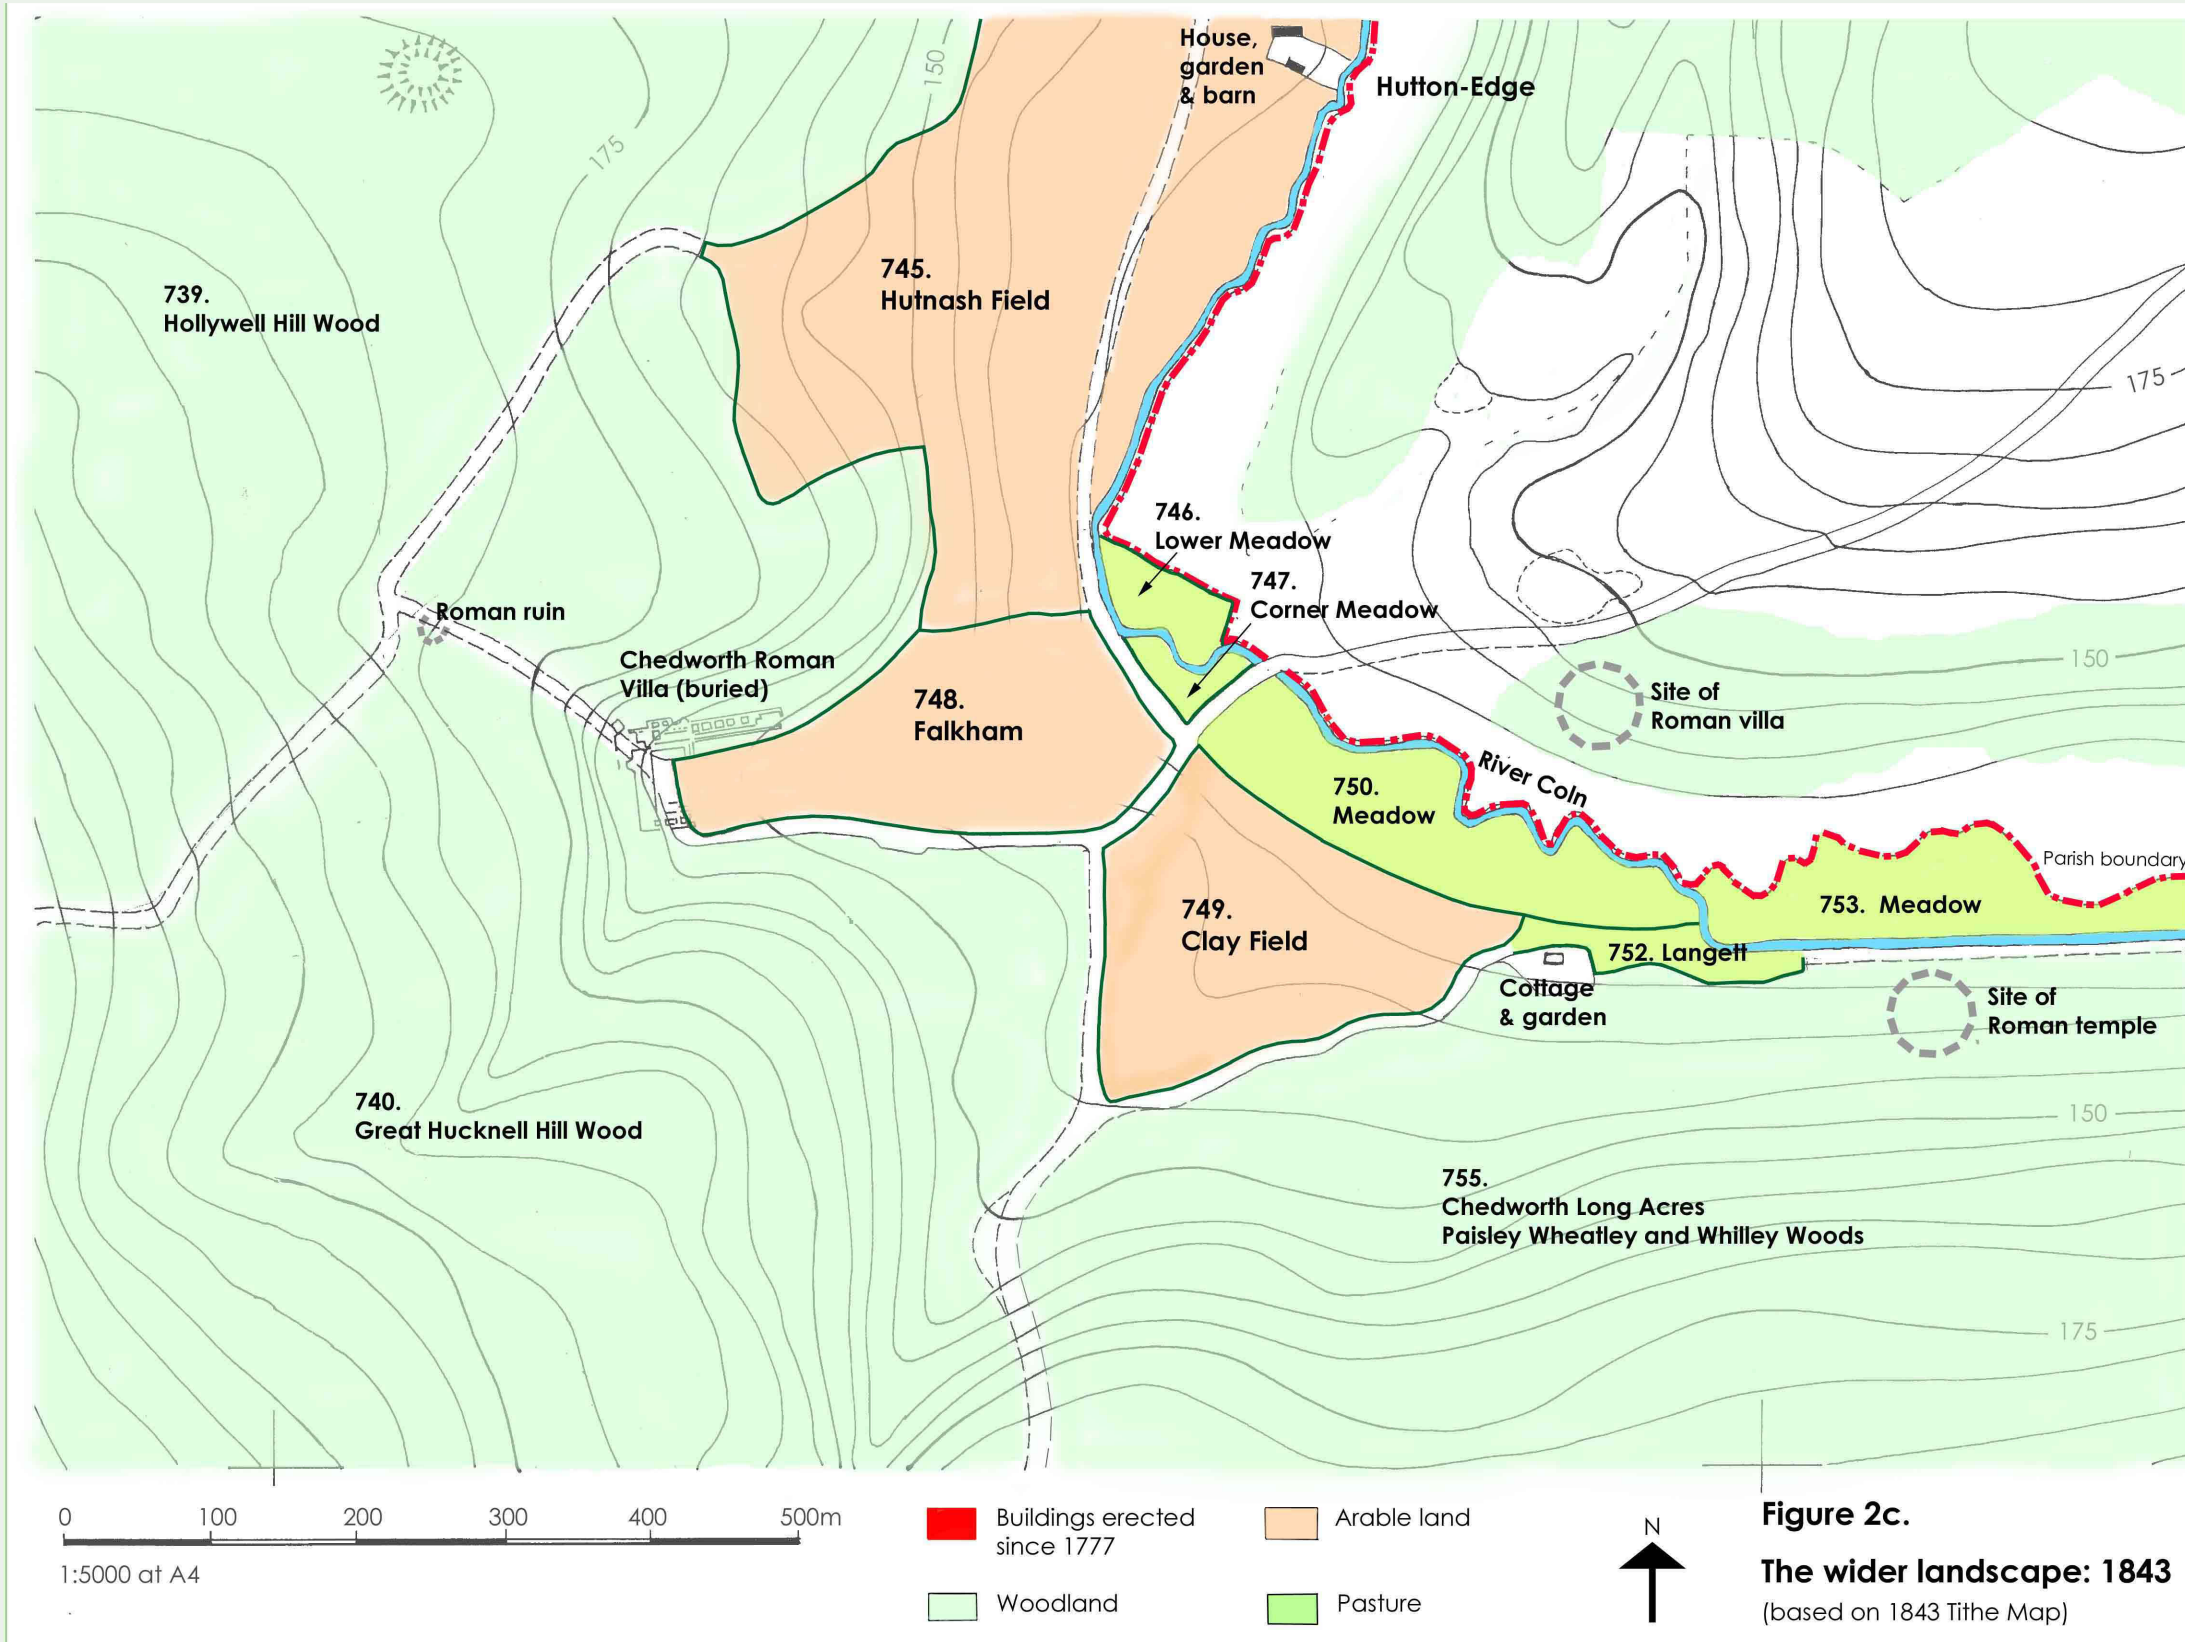 House,
garden
& barn
Hutton-Edge
150
175
745.
Hutnash Field
739.
Hollywell Hill Wood
175
746.
Lower Meadow
747.
Corner Meadow
Roman ruin
Chedworth Roman
Villa (buried)
748.
Falkham
150
Site of
Roman villa
River Coln
750.
Meadow
Parish boundary
753. Meadow
749.
Clay Field
752. Langett
Cottage
& garden
Site of
Roman temple
740.
Great Hucknell Hill Wood
150
755.
Chedworth Long Acres
Paisley Wheatley and Whilley Woods
175
0 100 200 300 400 500m
1:5000 at A4
Buildings erected
since 1777
Arable land
Woodland
Pasture
N
Figure 2c.
The wider landscape: 1843
(based on 1843 Tithe Map)